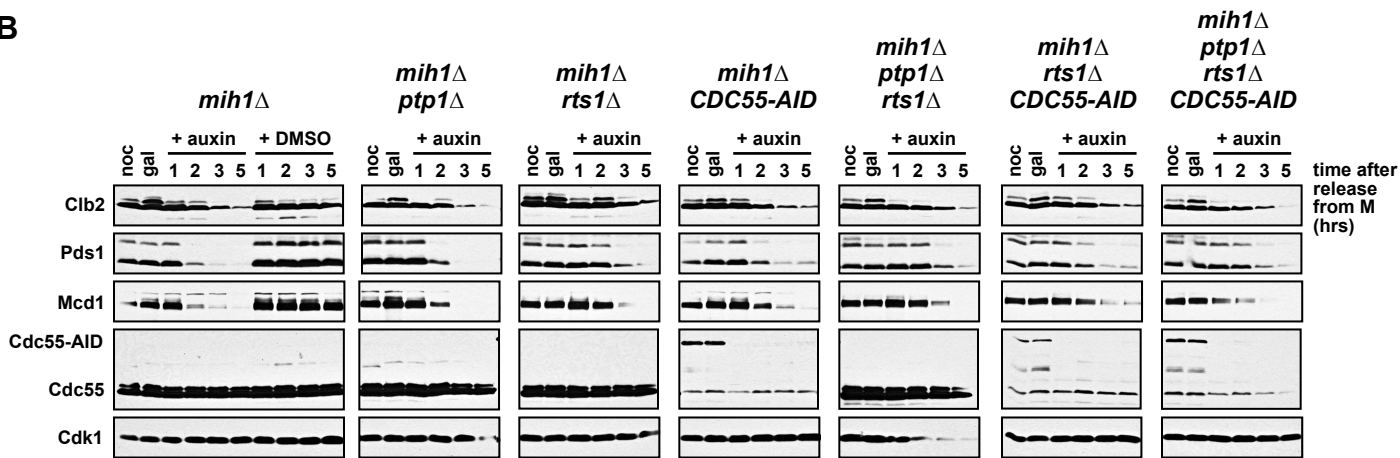 B
mih1Δ
mih1Δ
ptp1Δ
mih1Δ
rts1Δ
mih1Δ
CDC55-AID
mih1Δ
ptp1Δ
rts1Δ
mih1Δ
rts1Δ
CDC55-AID
mih1Δ
ptp1Δ
rts1Δ
CDC55-AID
noc gal + auxin 1 2 3 5 + DMSO 1 2 3 5
noc gal + auxin 1 2 3 5
noc gal + auxin 1 2 3 5
noc gal + auxin 1 2 3 5
noc gal + auxin 1 2 3 5
noc gal + auxin 1 2 3 5
noc gal + auxin 1 2 3 5
time after
release
from M
(hrs)
Clb2
Pds1
Mcd1
Cdc55-AID
Cdc55
Cdk1